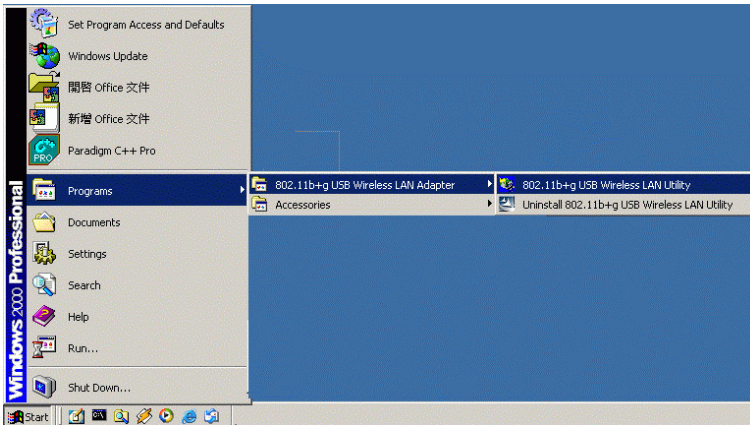 Set Program Access and Defaults
Windows Update
開啓 Office 文件
新增 Office 文件
C++
PRO
Paradigm C++ Pro
Programs
802.11b+g USB Wireless LAN Adapter
802.11b+g USB Wireless LAN Utility
Accessories
Uninstall 802.11b+g USB Wireless LAN Utility
Documents
Settings
Search
Help
Run...
Shut Down...
Windows 2000 Professional
Start